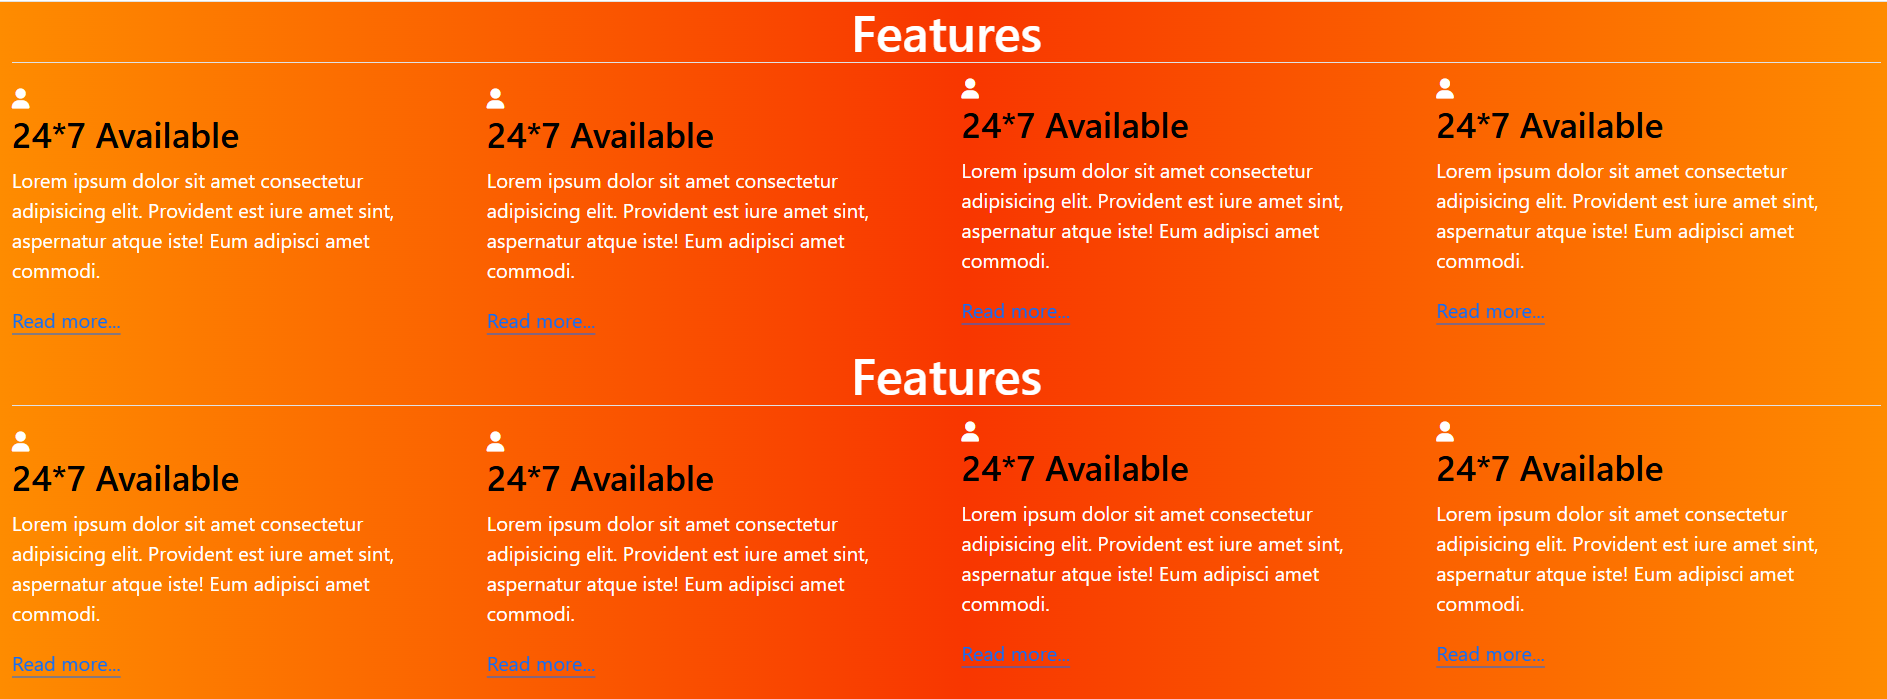 Features
24*7 Available
Lorem ipsum dolor sit amet consectetur
adipisicing elit. Provident est iure amet sint,
aspernatur atque iste! Eum adipisci amet
commodi.
Read more...
24*7 Available
Lorem ipsum dolor sit amet consectetur
adipisicing elit. Provident est iure amet sint,
aspernatur atque iste! Eum adipisci amet
commodi.
Read more...
24*7 Available
Lorem ipsum dolor sit amet consectetur
adipisicing elit. Provident est iure amet sint,
aspernatur atque iste! Eum adipisci amet
commodi.
Read more...
24*7 Available
Lorem ipsum dolor sit amet consectetur
adipisicing elit. Provident est iure amet sint,
aspernatur atque iste! Eum adipisci amet
commodi.
Read more...
Features
24*7 Available
Lorem ipsum dolor sit amet consectetur
adipisicing elit. Provident est iure amet sint,
aspernatur atque iste! Eum adipisci amet
commodi.
Read more...
24*7 Available
Lorem ipsum dolor sit amet consectetur
adipisicing elit. Provident est iure amet sint,
aspernatur atque iste! Eum adipisci amet
commodi.
Read more...
24*7 Available
Lorem ipsum dolor sit amet consectetur
adipisicing elit. Provident est iure amet sint,
aspernatur atque iste! Eum adipisci amet
commodi.
Read more...
24*7 Available
Lorem ipsum dolor sit amet consectetur
adipisicing elit. Provident est iure amet sint,
aspernatur atque iste! Eum adipisci amet
commodi.
Read more...